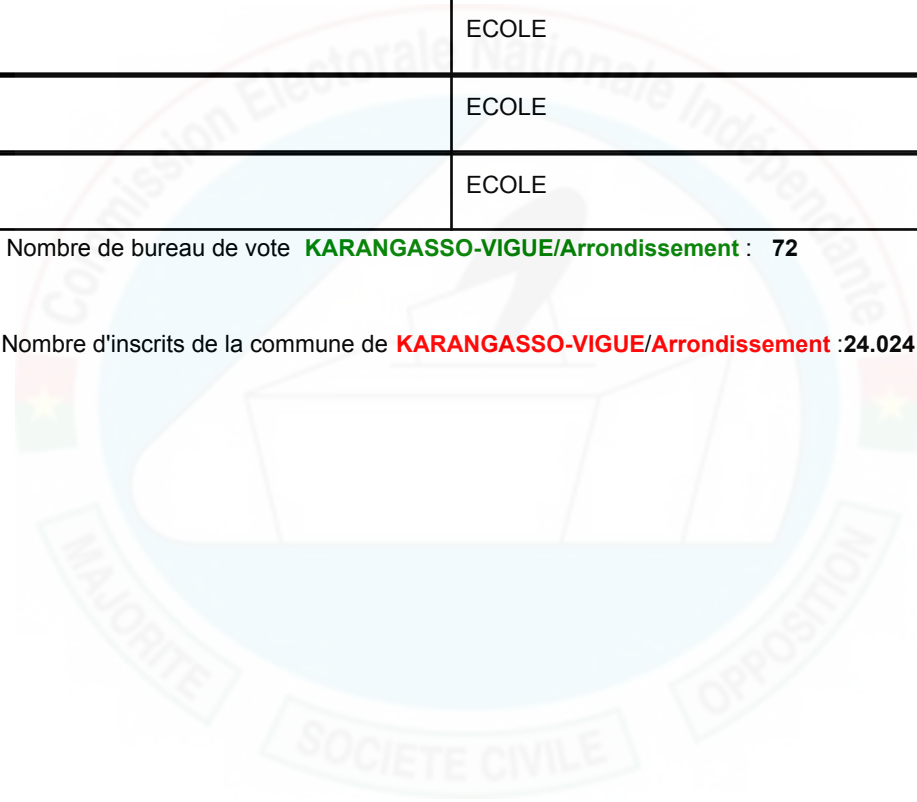 ECOLE
ECOLE
ECOLE
Nombre de bureau de vote KARANGASSO-VIGUE/Arrondissement : 72
Nombre d'inscrits de la commune de KARANGASSO-VIGUE/Arrondissement :24.024
Commission Electorale Nationale Indépendante
MAJORITE
SOCIETE CIVILE
OPPOSITION